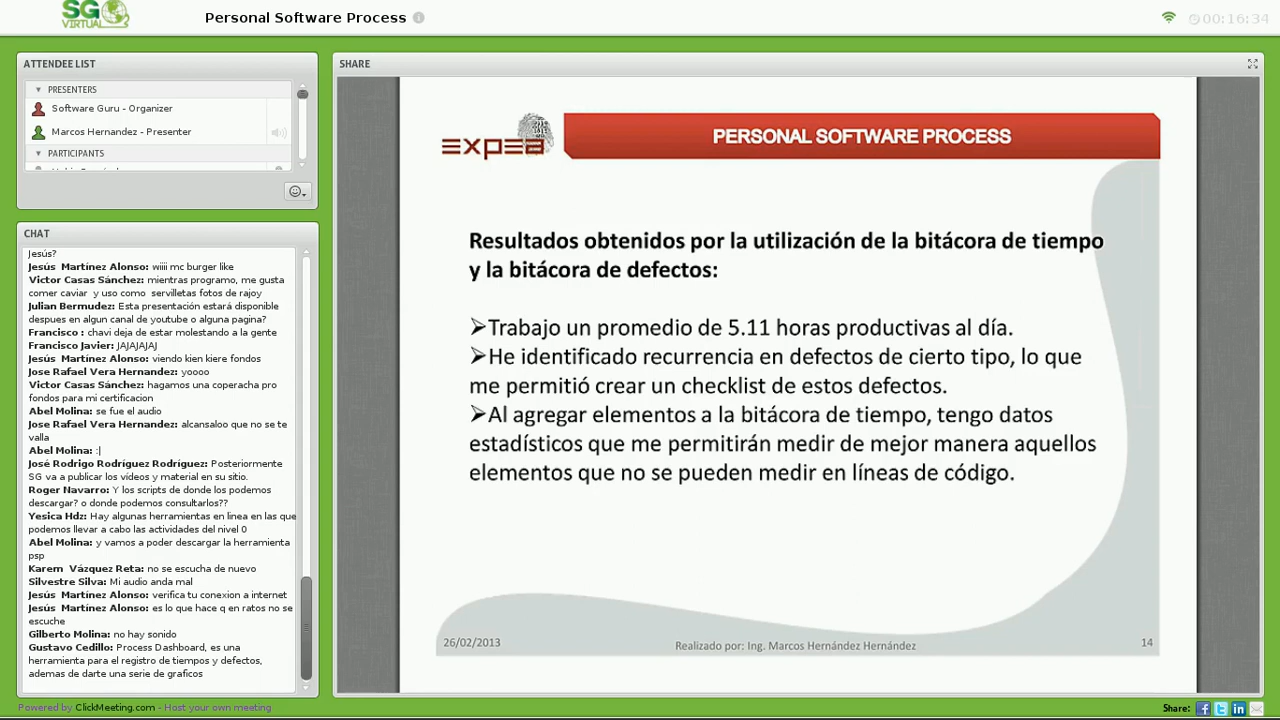 SG
VIRTUAL
Personal Software Process
00:16:34
ATTENDEE LIST
PRESENTERS
Software Guru - Organizer
Marcos Hernandez - Presenter
PARTICIPANTS
CHAT
Jesús?
Jesús Martínez Alonso: wiiii mc burger like
Victor Casas Sánchez: mientras programo, me gusta
comer caviar y uso como servilletas fotos de rajoy
Julian Bermudez: Esta presentación estará disponible
despues en algun canal de youtube o alguna pagina?
Francisco : chavi deja de estar molestando a la gente
Francisco Javier: JAJAJAJAJ
Jesús Martínez Alonso: viendo kien kiere fondos
Jose Rafael Vera Hernandez: yoooo
Victor Casas Sánchez: hagamos una coperacha pro
fondos para mi certificacion
Abel Molina: se fue el audio
Jose Rafael Vera Hernandez: alcansaloo que no se te
valla
Abel Molina: :|
José Rodrigo Rodríguez Rodríguez: Posteriormente
SG va a publicar los vídeos y material en su sitio.
Roger Navarro: Y los scripts de donde los podemos
descargar? o donde podemos consultarlos??
Yesica Hdz: Hay algunas herramientas en linea en las que
podemos llevar a cabo las actividades del nivel 0
Abel Molina: y vamos a poder descargar la herramienta
psp
Karem Vázquez Reta: no se escucha de nuevo
Silvestre Silva: Mi audio anda mal
Jesús Martínez Alonso: verifica tu conexion a internet
Jesús Martínez Alonso: es lo que hace q en ratos no se
escuche
Gilberto Molina: no hay sonido
Gustavo Cedillo: Process Dashboard, es una
herramienta para el registro de tiempos y defectos,
ademas de darte una serie de graficos
SHARE
PERSONAL SOFTWARE PROCESS
Resultados obtenidos por la utilización de la bitácora de tiempo
y la bitácora de defectos:
➢Trabajo un promedio de 5.11 horas productivas al día.
➢He identificado recurrencia en defectos de cierto tipo, lo que
me permitió crear un checklist de estos defectos.
➢Al agregar elementos a la bitácora de tiempo, tengo datos
estadísticos que me permitirán medir de mejor manera aquellos
elementos que no se pueden medir en líneas de código.
26/02/2013
Realizado por: Ing. Marcos Hernández Hernández
14
Powered by ClickMeeting.com - Host your own meeting
Share: